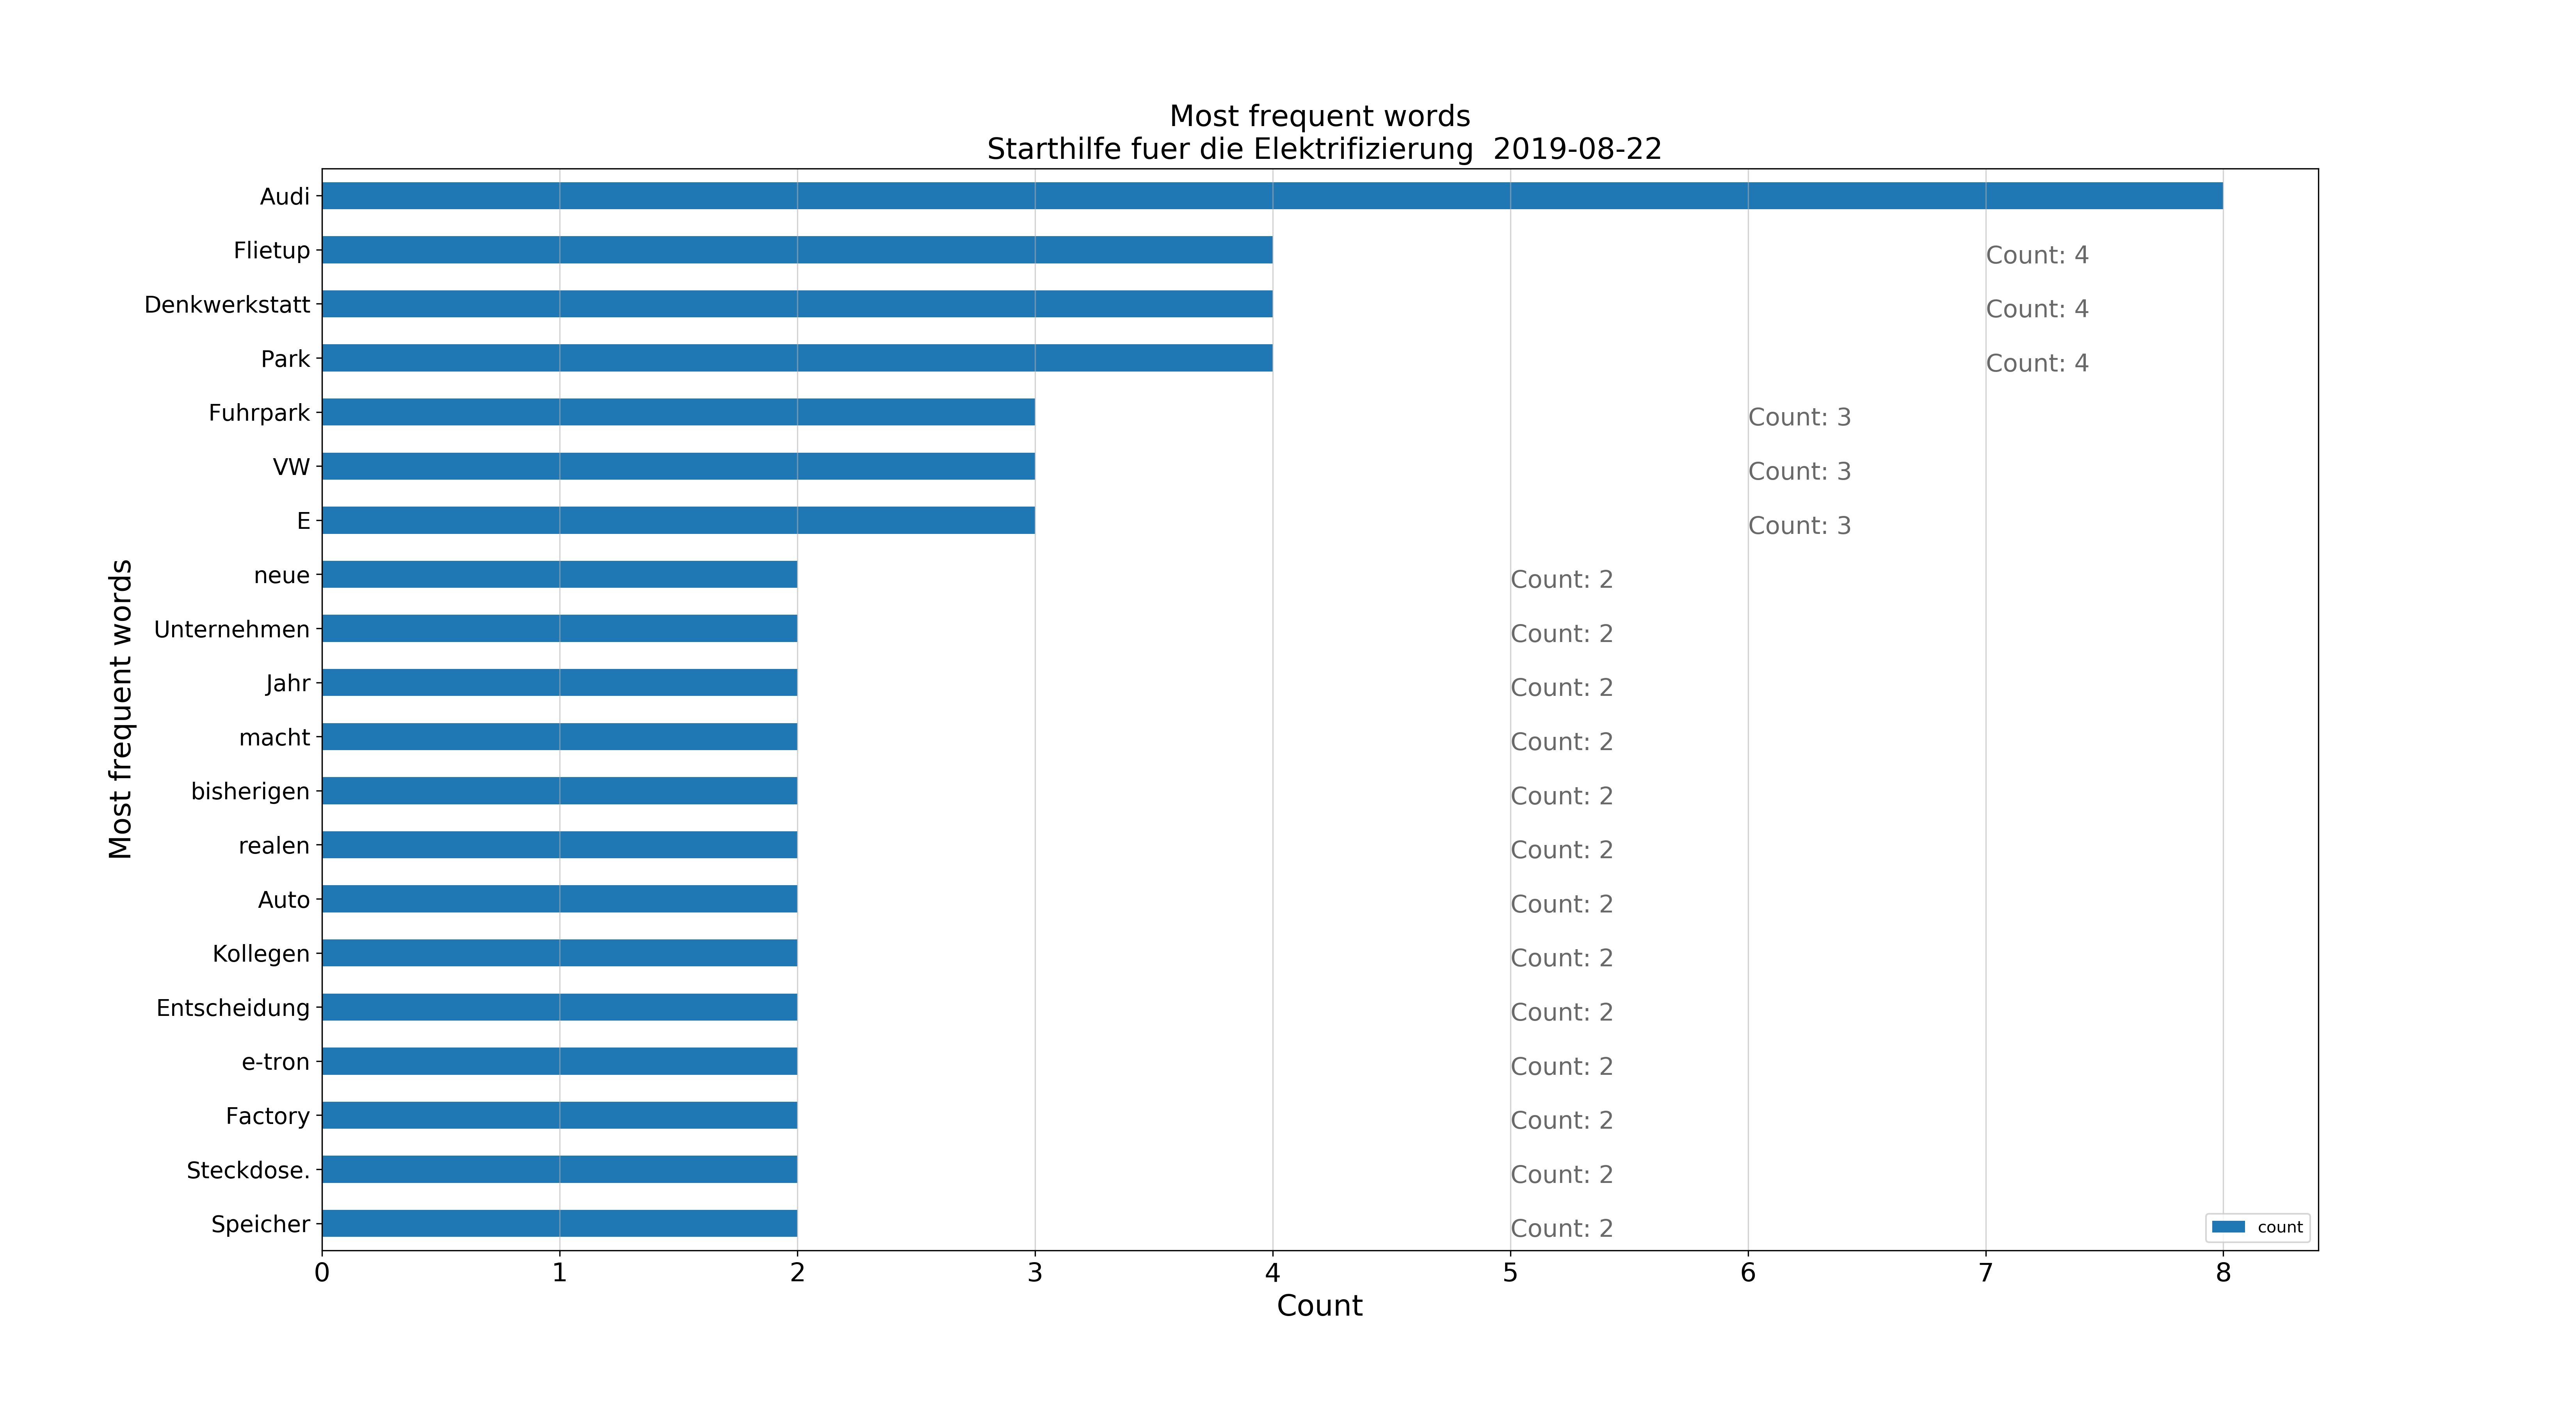 Most frequent words
Starthilfe fuer die Elektrifizierung  2019-08-22
Audi
Flietup Count: 4
Denkwerkstatt Count: 4
Park Count: 4
Fuhrpark Count: 3
VW Count: 3
E Count: 3
neue Count: 2
Unternehmen Count: 2
Jahr Count: 2
macht Count: 2
bisherigen Count: 2
realen Count: 2
Auto Count: 2
Kollegen Count: 2
Entscheidung Count: 2
e-tron Count: 2
Factory Count: 2
Steckdose. Count: 2
Speicher Count: 2
Most frequent words
count
0 1 2 3 4 5 6 7 8
Count